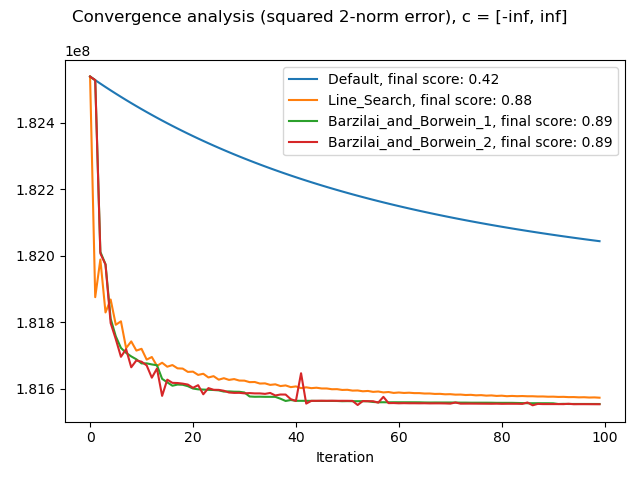 Convergence analysis (squared 2-norm error), c = [-inf, inf]
1e8
Default, final score: 0.42
Line_Search, final score: 0.88
Barzilai_and_Borwein_1, final score: 0.89
Barzilai_and_Borwein_2, final score: 0.89
1.824
1.822
1.820
1.818
1.816
0 20 40 60 80 100
Iteration